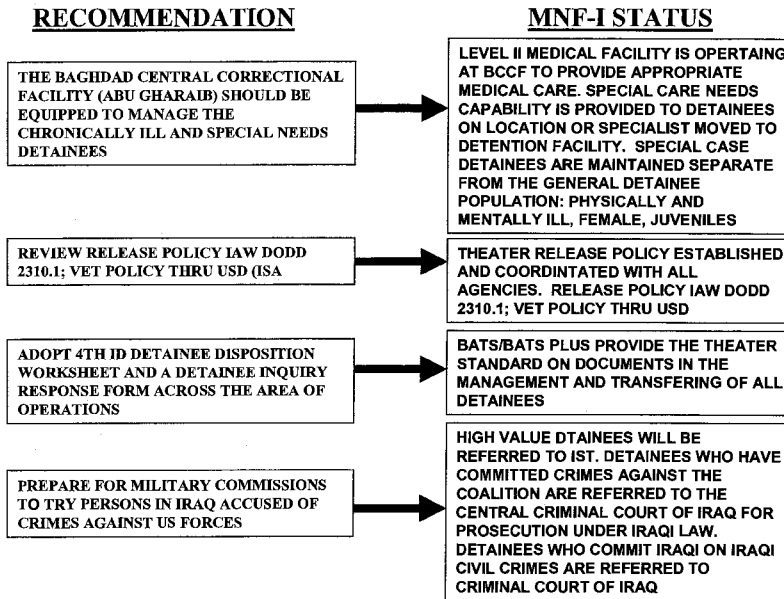 RECOMMENDATION
MNF-I STATUS
THE BAGHDAD CENTRAL CORRECTIONAL
FACILITY (ABU GHARAIB) SHOULD BE
EQUIPPED TO MANAGE THE
CHRONICALLY ILL AND SPECIAL NEEDS
DETAINEES
LEVEL II MEDICAL FACILITY IS OPERTAING
AT BCCF TO PROVIDE APPROPRIATE
MEDICAL CARE. SPECIAL CARE NEEDS
CAPABILITY IS PROVIDED TO DETAINEES
ON LOCATION OR SPECIALIST MOVED TO
DETENTION FACILITY. SPECIAL CASE
DETAINEES ARE MAINTAINED SEPARATE
FROM THE GENERAL DETAINEE
POPULATION: PHYSICALLY AND
MENTALLY ILL, FEMALE, JUVENILES
REVIEW RELEASE POLICY IAW DODD
2310.1; VET POLICY THRU USD (ISA
THEATER RELEASE POLICY ESTABLISHED
AND COORDINTATED WITH ALL
AGENCIES. RELEASE POLICY IAW DODD
2310.1; VET POLICY THRU USD
ADOPT 4TH ID DETAINEE DISPOSITION
WORKSHEET AND A DETAINEE INQUIRY
RESPONSE FORM ACROSS THE AREA OF
OPERATIONS
BATS/BATS PLUS PROVIDE THE THEATER
STANDARD ON DOCUMENTS IN THE
MANAGEMENT AND TRANSFERING OF ALL
DETAINEES
PREPARE FOR MILITARY COMMISSIONS
TO TRY PERSONS IN IRAQ ACCUSED OF
CRIMES AGAINST US FORCES
HIGH VALUE DTAINEES WILL BE
REFERRED TO IST. DETAINEES WHO HAVE
COMMITTED CRIMES AGAINST THE
COALITION ARE REFERRED TO THE
CENTRAL CRIMINAL COURT OF IRAQ FOR
PROSECUTION UNDER IRAQI LAW.
DETAINEES WHO COMMIT IRAQI ON IRAQI
CIVIL CRIMES ARE REFERRED TO
CRIMINAL COURT OF IRAQ